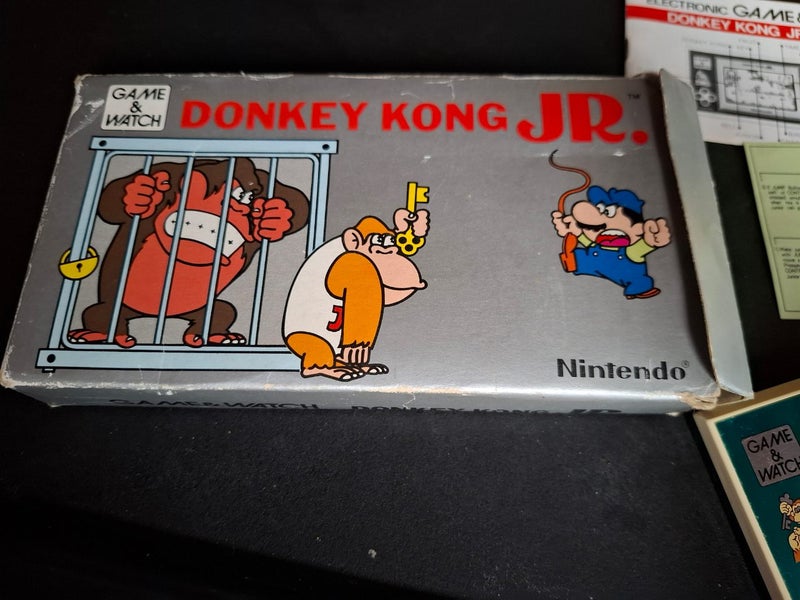 GAME
&
WATCH
DONKEY KONG JR.™
J
Nintendo®
GAME & WATCH DONKEY KONG JR.
ELECTRONIC GAME &
DONKEY KONG JR
GAME
&
WATCH